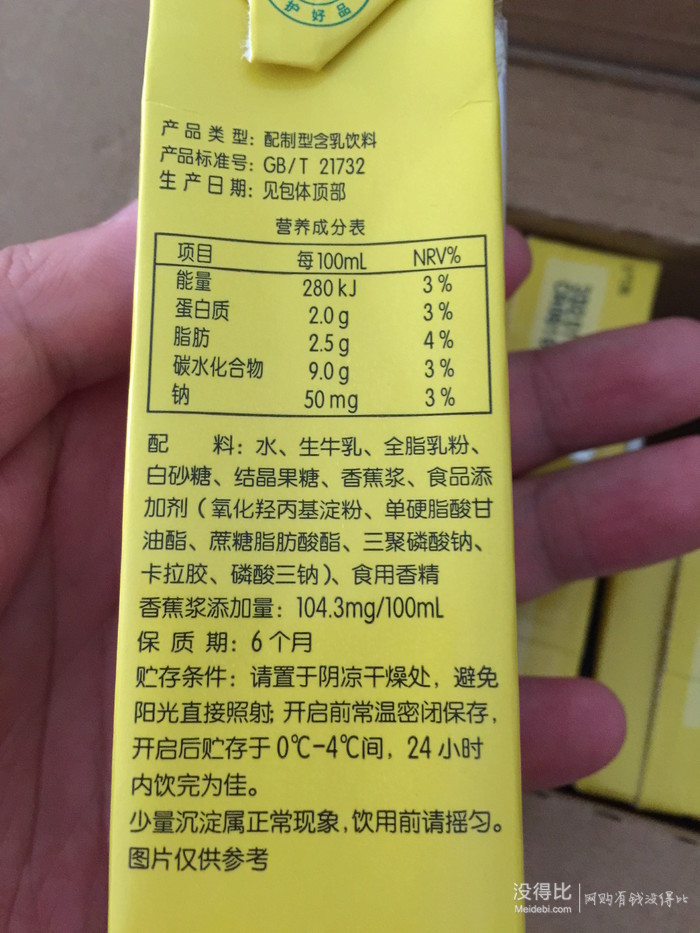 护好品
产品类型：配制型含乳饮料
产品标准号：GB/T 21732
生产日期：见包体顶部
营养成分表
项目 每100mL NRV%
能量 280kJ 3%
蛋白质 2.0g 3%
脂肪 2.5g 4%
碳水化合物 9.0g 3%
钠 50mg 3%
配 料：水、生牛乳、全脂乳粉、
白砂糖、结晶果糖、香蕉浆、食品添
加剂（氧化羟丙基淀粉、单硬脂酸甘
油酯、蔗糖脂肪酸酯、三聚磷酸钠、
卡拉胶、磷酸三钠）、食用香精
香蕉浆添加量：104.3mg/100mL
保质期：6个月
贮存条件：请置于阴凉干燥处，避免
阳光直接照射；开启前常温密闭保存，
开启后贮存于0℃-4℃间，24小时
内饮完为佳。
少量沉淀属正常现象，饮用前请摇匀。
图片仅供参考
没得比
Meidebi.com
网购有钱没得比